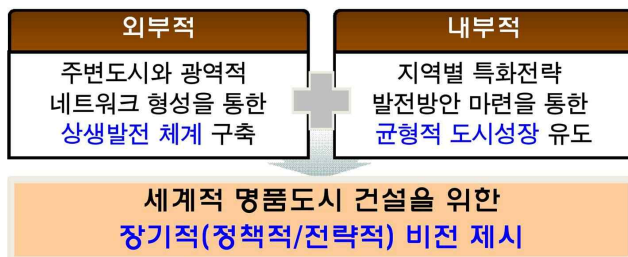 외부적
주변도시와 광역적
네트워크 형성을 통한
상생발전 체계 구축
내부적
지역별 특화전략
발전방안 마련을 통한
균형적 도시성장 유도
세계적 명품도시 건설을 위한
장기적(정책적/전략적) 비전 제시